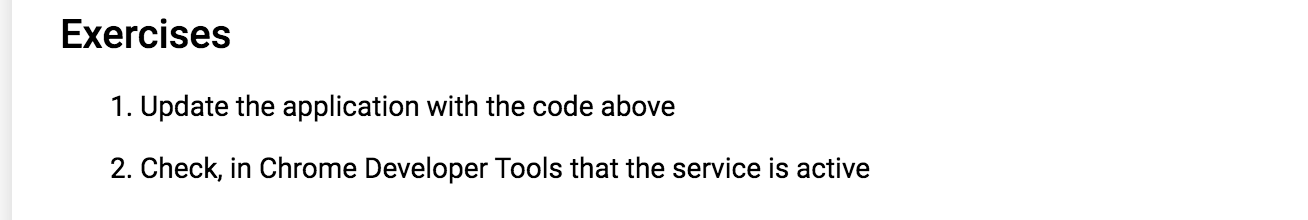 Exercises
1. Update the application with the code above
2. Check, in Chrome Developer Tools that the service is active